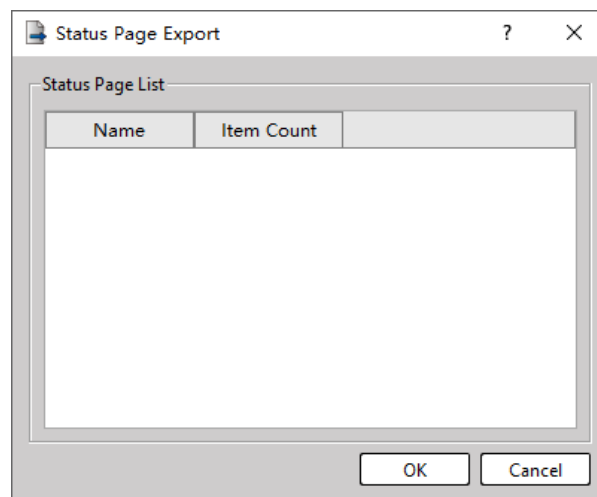 Status Page Export ? ×
Status Page List
Name Item Count
OK Cancel